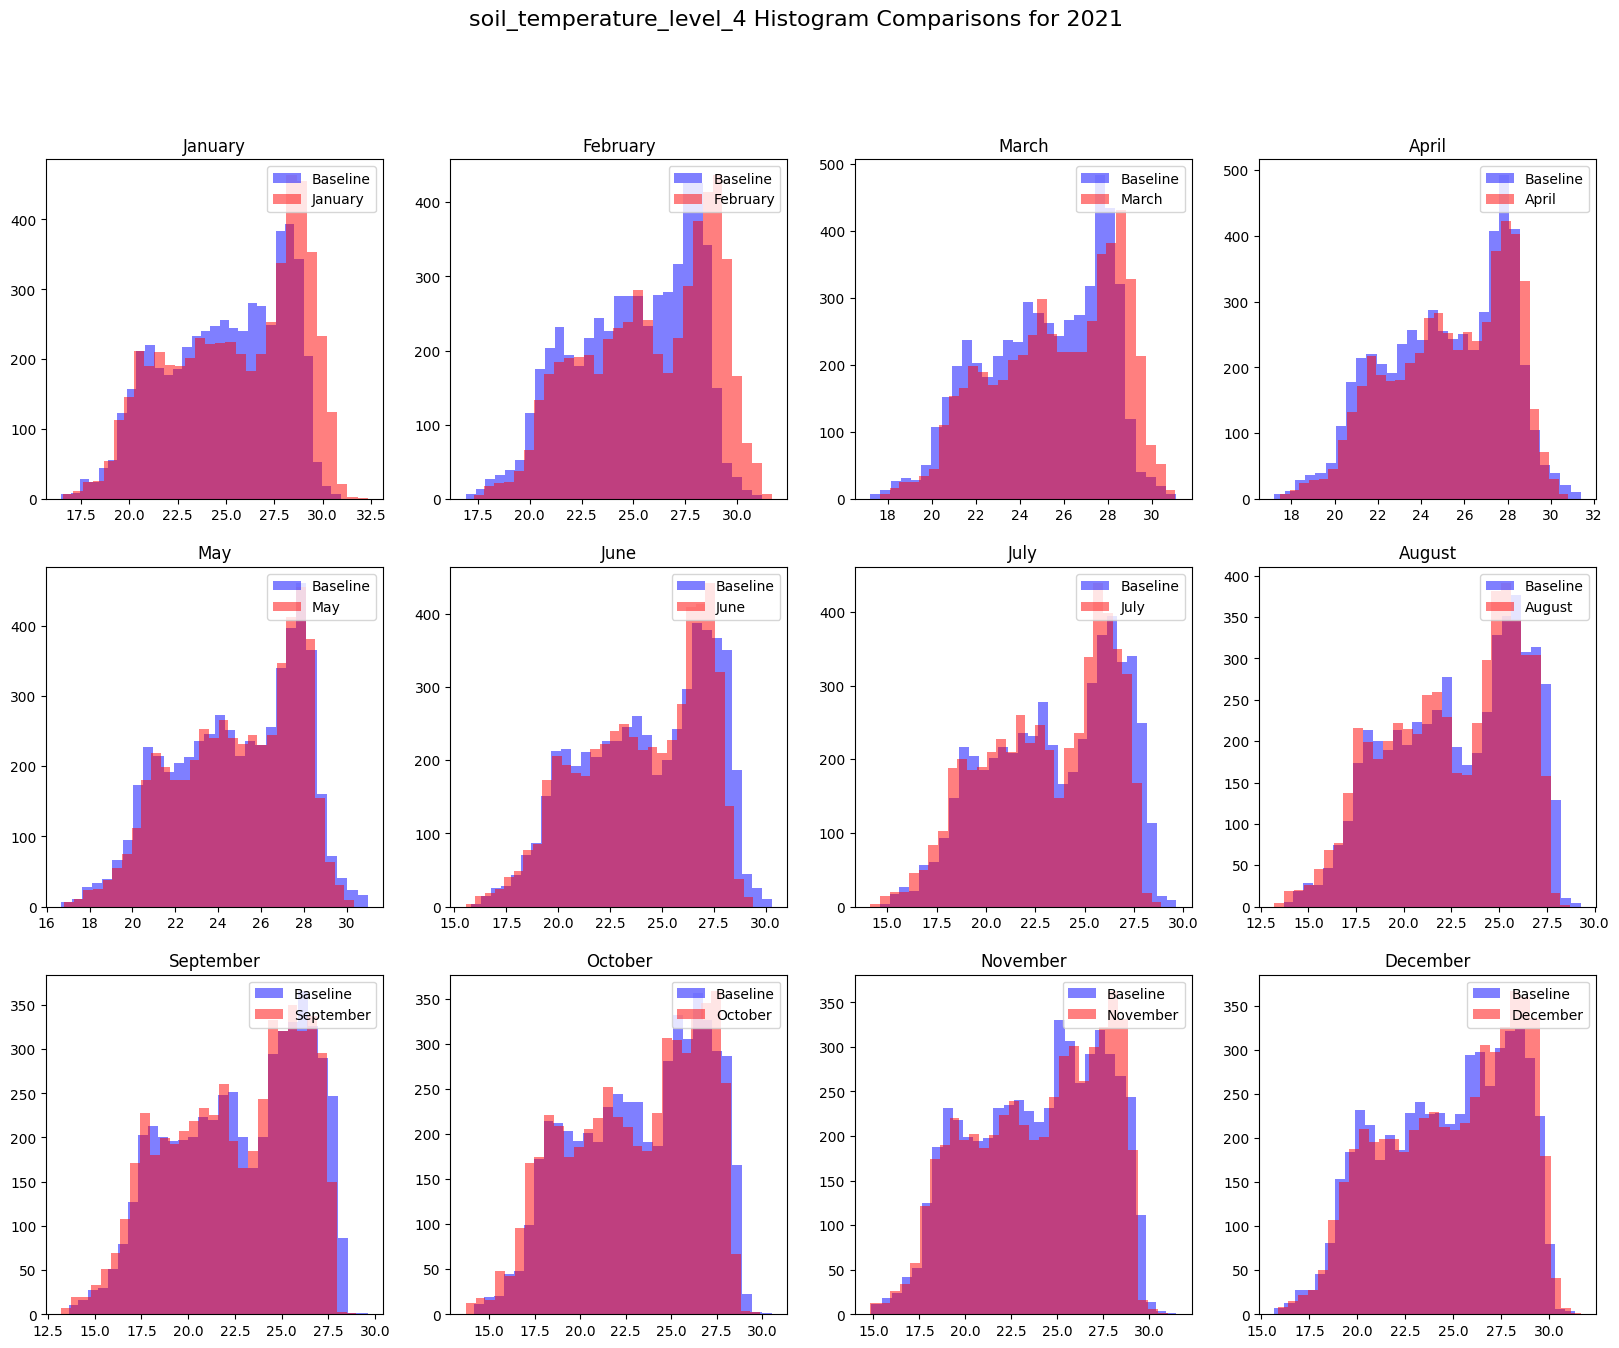 soil_temperature_level_4 Histogram Comparisons for 2021
January February March April
Baseline Baseline Baseline Baseline
January February March April
500
500
400
400
400
400
300
300
300
300
200
200
200
200
100
100
100
100
0 0 0 0
17.5 20.0 22.5 25.0 27.5 30.0 32.5 17.5 20.0 22.5 25.0 27.5 30.0 18 20 22 24 26 28 30 18 20 22 24 26 28 30 32
May June July August
Baseline Baseline Baseline Baseline
May June July August
400
400 400 400
350
300 300 300 300
250
200 200 200 200
150
100 100 100 100
50
0 0 0 0
16 18 20 22 24 26 28 30 15.0 17.5 20.0 22.5 25.0 27.5 30.0 15.0 17.5 20.0 22.5 25.0 27.5 30.0 12.5 15.0 17.5 20.0 22.5 25.0 27.5 30.0
September October November December
Baseline Baseline Baseline Baseline
September October November December
350 350 350 350
300 300 300 300
250 250 250 250
200 200 200 200
150 150 150 150
100 100 100 100
50 50 50 50
0 0 0 0
12.5 15.0 17.5 20.0 22.5 25.0 27.5 30.0 15.0 17.5 20.0 22.5 25.0 27.5 30.0 15.0 17.5 20.0 22.5 25.0 27.5 30.0 15.0 17.5 20.0 22.5 25.0 27.5 30.0